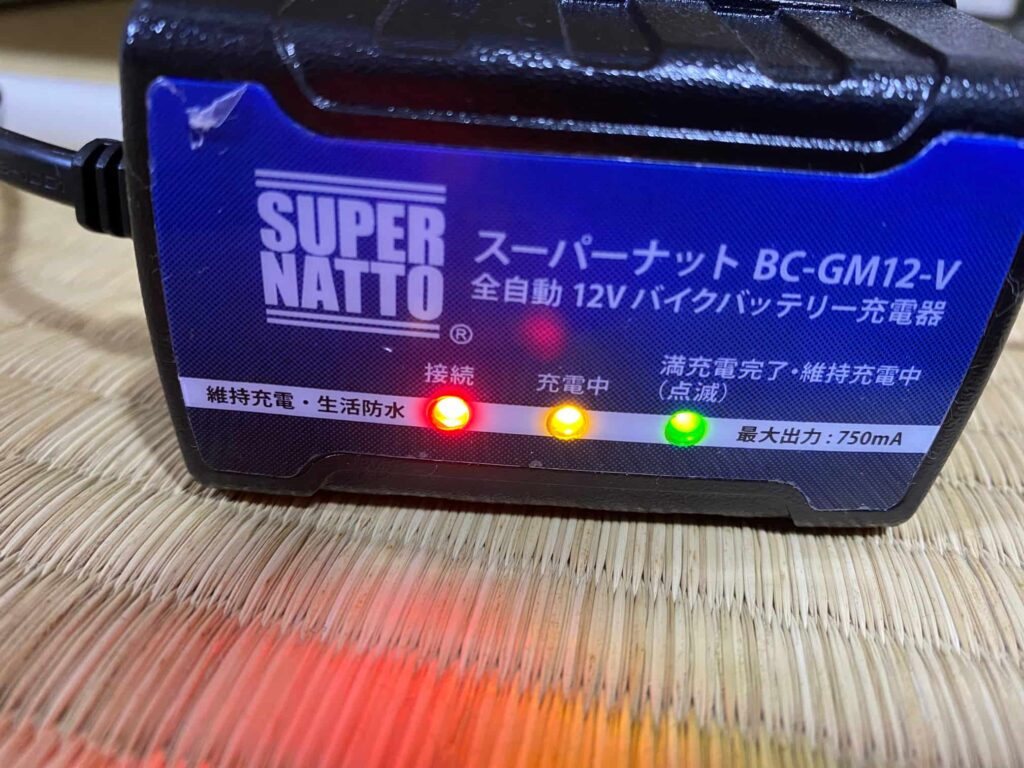 SUPER
NATTO
®
スーパーナット BC-GM12-V
全自動 12V バイクバッテリー充電器
接続
充電中
満充電完了・維持充電中
(点滅)
維持充電・生活防水
最大出力 : 750mA